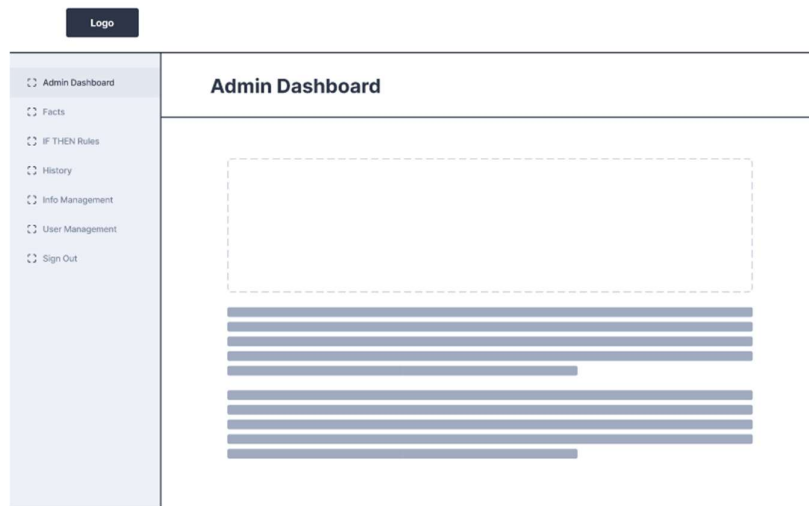 Logo
Admin Dashboard
Facts
IF THEN Rules
History
Info Management
User Management
Sign Out
Admin Dashboard